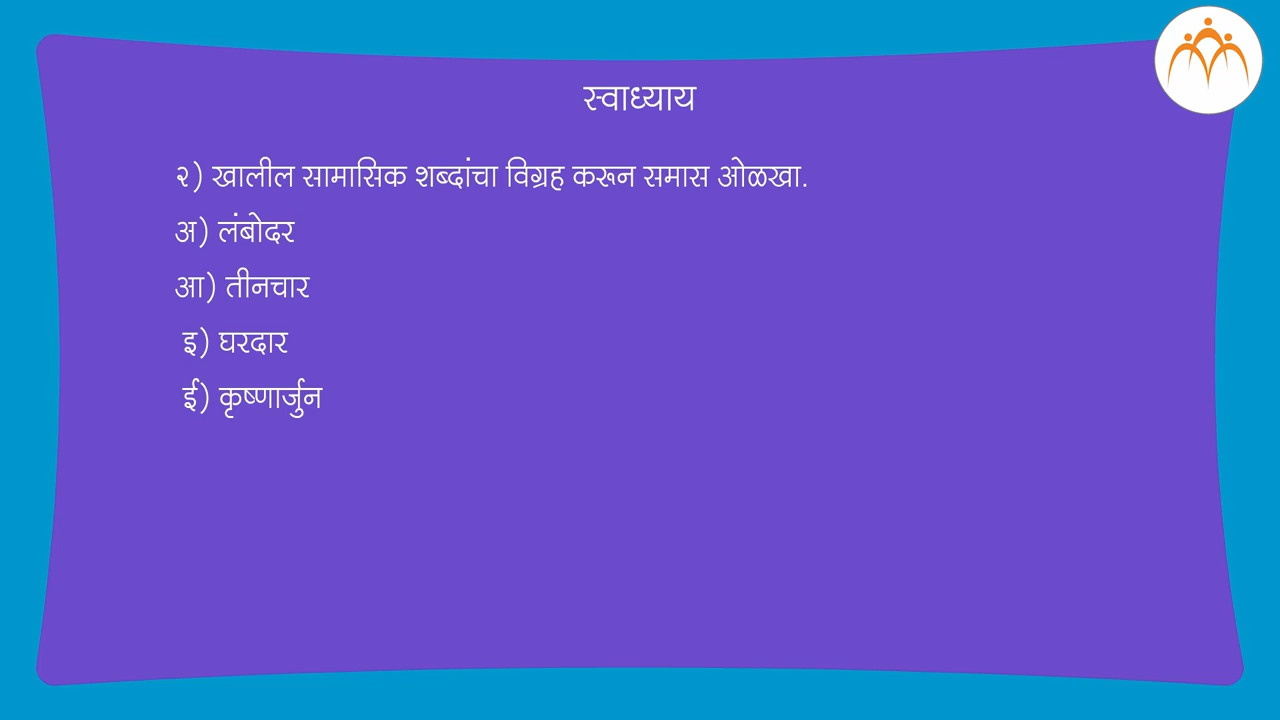 स्वाध्याय
२) खालील सामासिक शब्दांचा विग्रह करून समास ओळखा.
अ) लंबोदर
आ) तीनचार
इ) घरदार
ई) कृष्णार्जुन